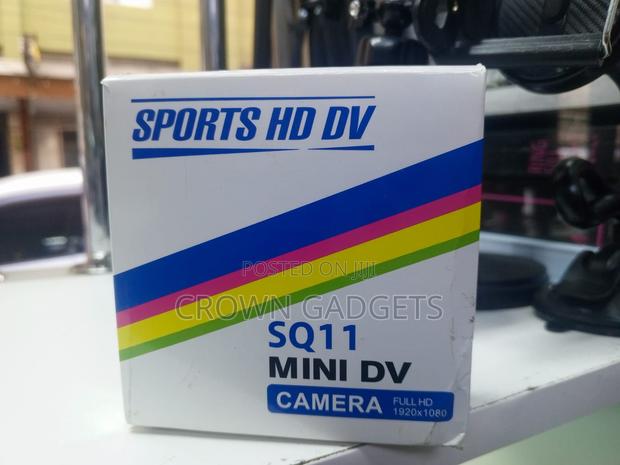 SPORTS HD DV
POSTED ON JIJI
CROWN GADGETS
SQ11
MINI DV
CAMERA FULL HD
1920x1080